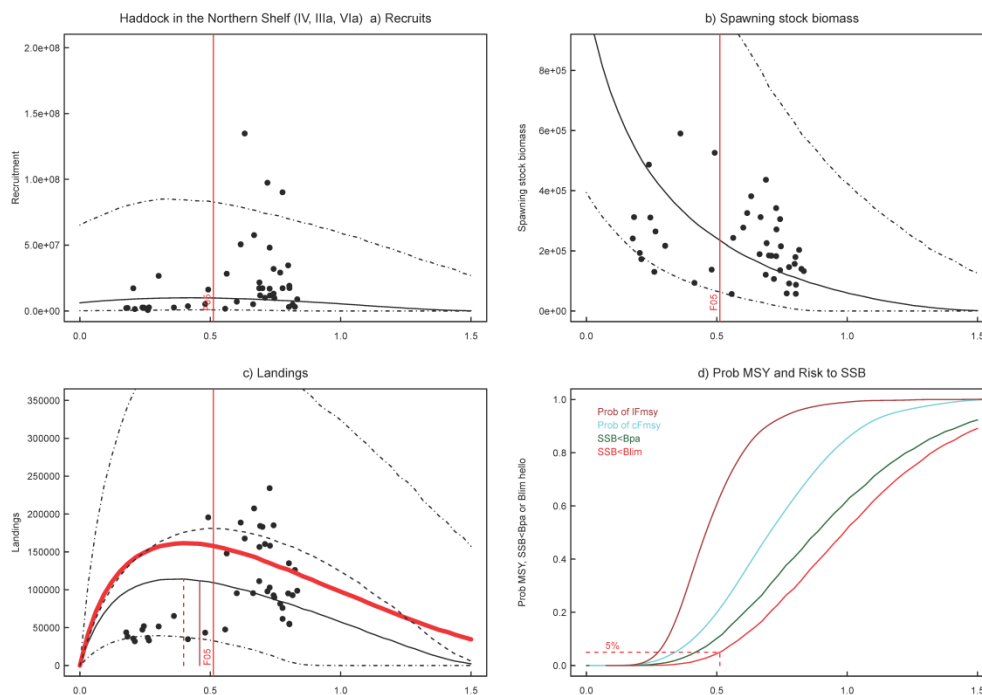 Haddock in the Northern Shelf (IV, IIIa, VIa) a) Recruits
Recruitment
2.0e+08
1.5e+08
1.0e+08
5.0e+07
0.0e+00
F05
0.0 0.5 1.0 1.5
b) Spawning stock biomass
Spawning stock biomass
8e+05
6e+05
4e+05
2e+05
0e+00
F05
0.0 0.5 1.0 1.5
c) Landings
Landings
350000
300000
250000
200000
150000
100000
50000
0
F05
0.0 0.5 1.0 1.5
d) Prob MSY and Risk to SSB
Prob MSY, SSB<Bpa or Blim hello
1.0
0.8
0.6
0.4
0.2
0.0
Prob of lFmsy
Prob of cFmsy
SSB<Bpa
SSB<Blim
5%
0.0 0.5 1.0 1.5